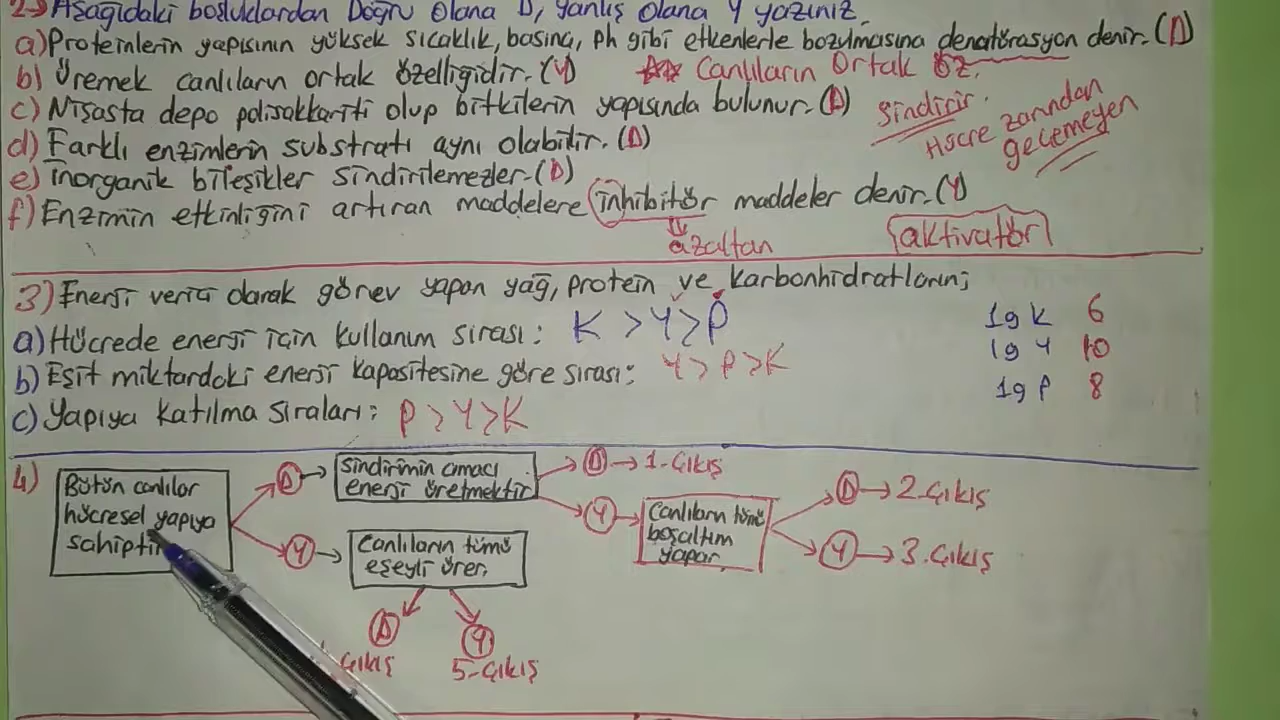 2-) Aşağıdaki boşluklardan Doğru olana D, yanlış olana Y yazınız.
a) Proteinlerin yapısının yüksek sıcaklık, basınç, ph gibi etkenlerle bozulmasına denatürasyon denir. (D)
b) Üremek canlıların ortak özelliğidir. (Y) Canlıların Ortak öz.
c) Nişasta depo polisakkariti olup bitkilerin yapısında bulunur. (D) Sindirir.
Hücre zarından
geçemeyen
d) Farklı enzimlerin substratı aynı olabilir. (D)
e) İnorganik bileşikler sindirilemezler. (D)
f) Enzimin etkinliğini artıran maddelere inhibitör maddeler denir. (Y)
azaltan aktivatör
3) Enerji verici olarak görev yapan yağ, protein ve karbonhidratların;
a) Hücrede enerji için kullanım sırası: K > Y > P
b) Eşit miktardaki enerji kapasitesine göre sırası: Y > P > K
c) Yapıya katılma sıraları: P > Y > K
1g K 6
1g Y 10
1g P 8
4)
Bütün canlılar
hücresel yapıya
sahiptir
D → Sindirimin amacı
enerji üretmektir
D → 1-Çıkış
Y → Canlıların tümü
boşaltım
yapar.
D → 2.Çıkış
Y → 3.Çıkış
Y → Canlıların tümü
eşeyli ürer.
D Y
çıkış 5-çıkış